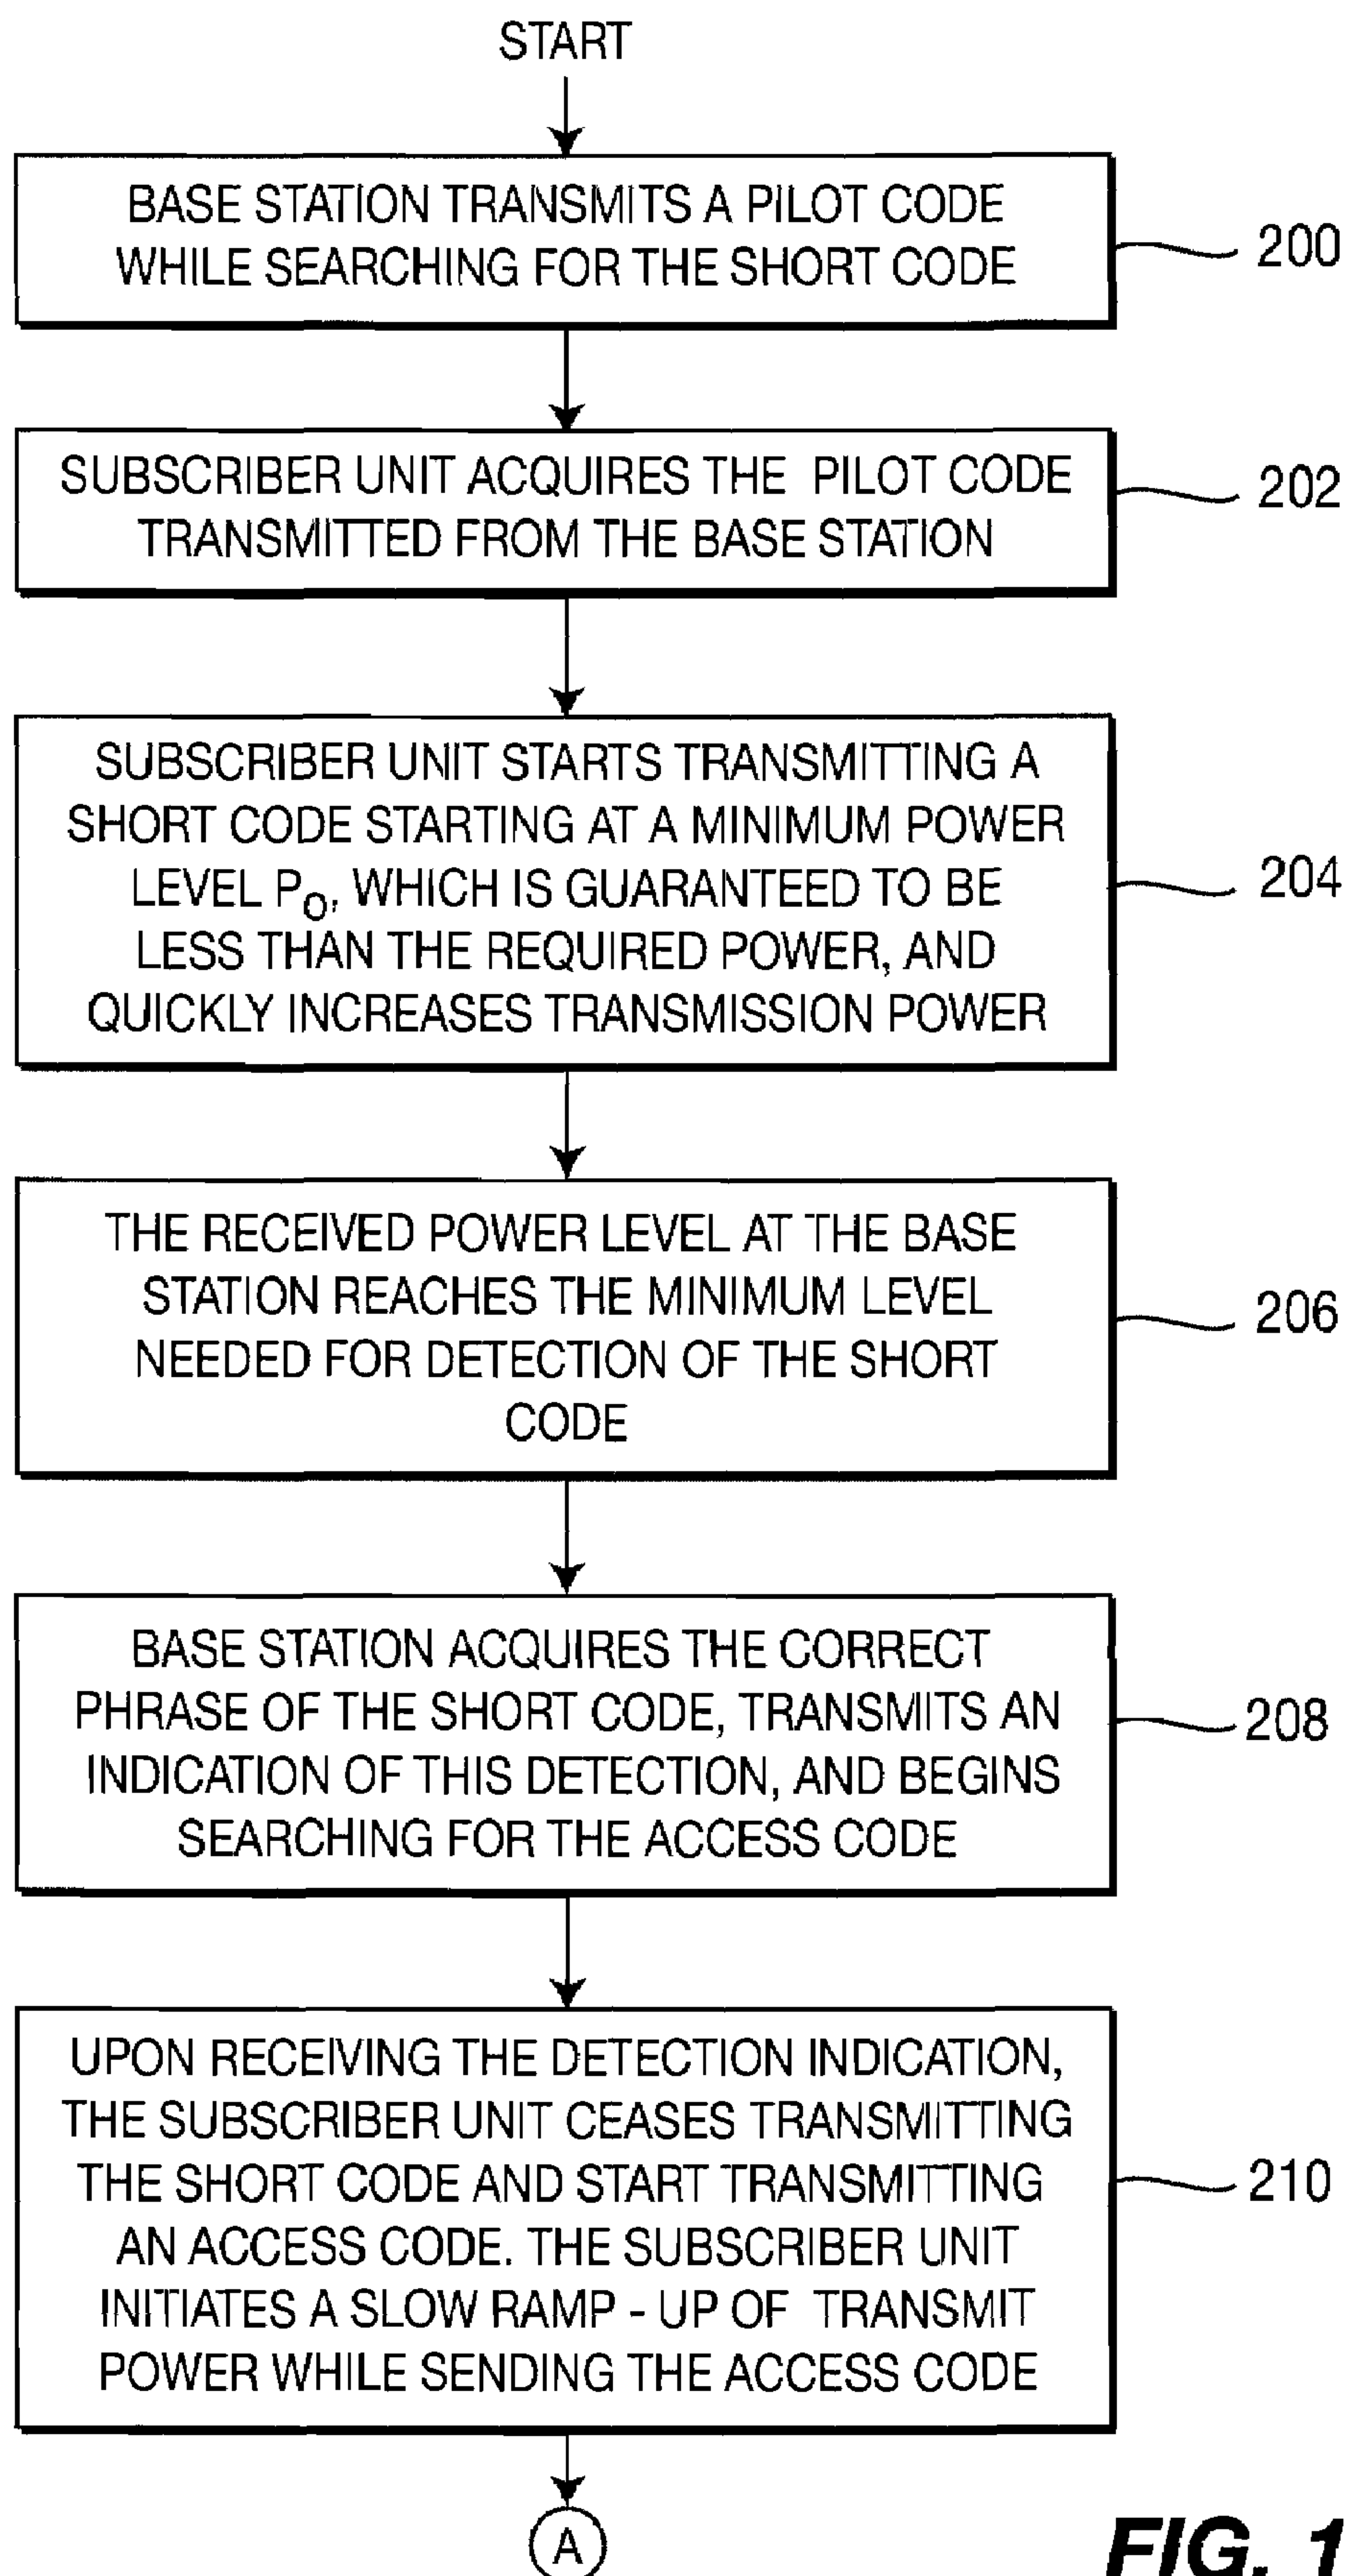 START
BASE STATION TRANSMITS A PILOT CODE
WHILE SEARCHING FOR THE SHORT CODE
200
SUBSCRIBER UNIT ACQUIRES THE PILOT CODE
TRANSMITTED FROM THE BASE STATION
202
SUBSCRIBER UNIT STARTS TRANSMITTING A
SHORT CODE STARTING AT A MINIMUM POWER
LEVEL PO, WHICH IS GUARANTEED TO BE
LESS THAN THE REQUIRED POWER, AND
QUICKLY INCREASES TRANSMISSION POWER
204
THE RECEIVED POWER LEVEL AT THE BASE
STATION REACHES THE MINIMUM LEVEL
NEEDED FOR DETECTION OF THE SHORT
CODE
206
BASE STATION ACQUIRES THE CORRECT
PHRASE OF THE SHORT CODE, TRANSMITS AN
INDICATION OF THIS DETECTION, AND BEGINS
SEARCHING FOR THE ACCESS CODE
208
UPON RECEIVING THE DETECTION INDICATION,
THE SUBSCRIBER UNIT CEASES TRANSMITTING
THE SHORT CODE AND START TRANSMITTING
AN ACCESS CODE. THE SUBSCRIBER UNIT
INITIATES A SLOW RAMP - UP OF TRANSMIT
POWER WHILE SENDING THE ACCESS CODE
210
A
FIG. 1